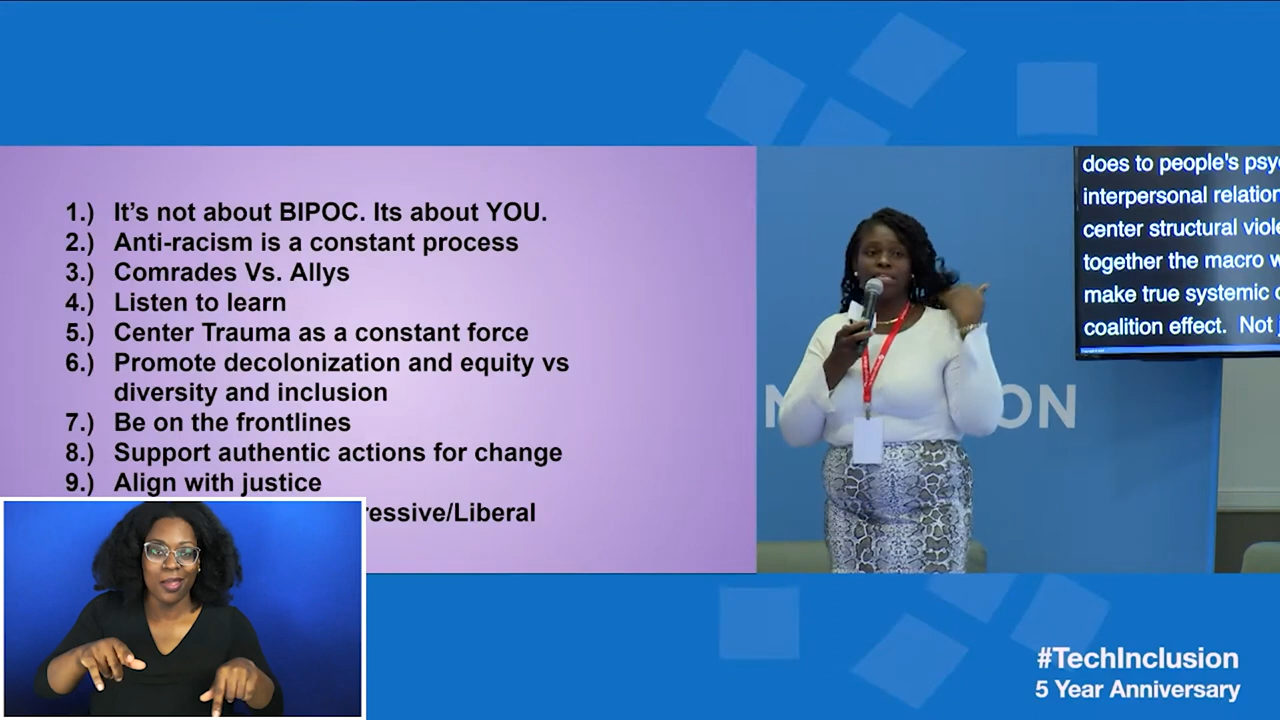 1.) It's not about BIPOC. Its about YOU.
2.) Anti-racism is a constant process
3.) Comrades Vs. Allys
4.) Listen to learn
5.) Center Trauma as a constant force
6.) Promote decolonization and equity vs
diversity and inclusion
7.) Be on the frontlines
8.) Support authentic actions for change
9.) Align with justice
ressive/Liberal
does to people's psy
interpersonal relation
center structural viole
together the macro w
make true systemic
coalition effect. Not
N
ON
#TechInclusion
5 Year Anniversary